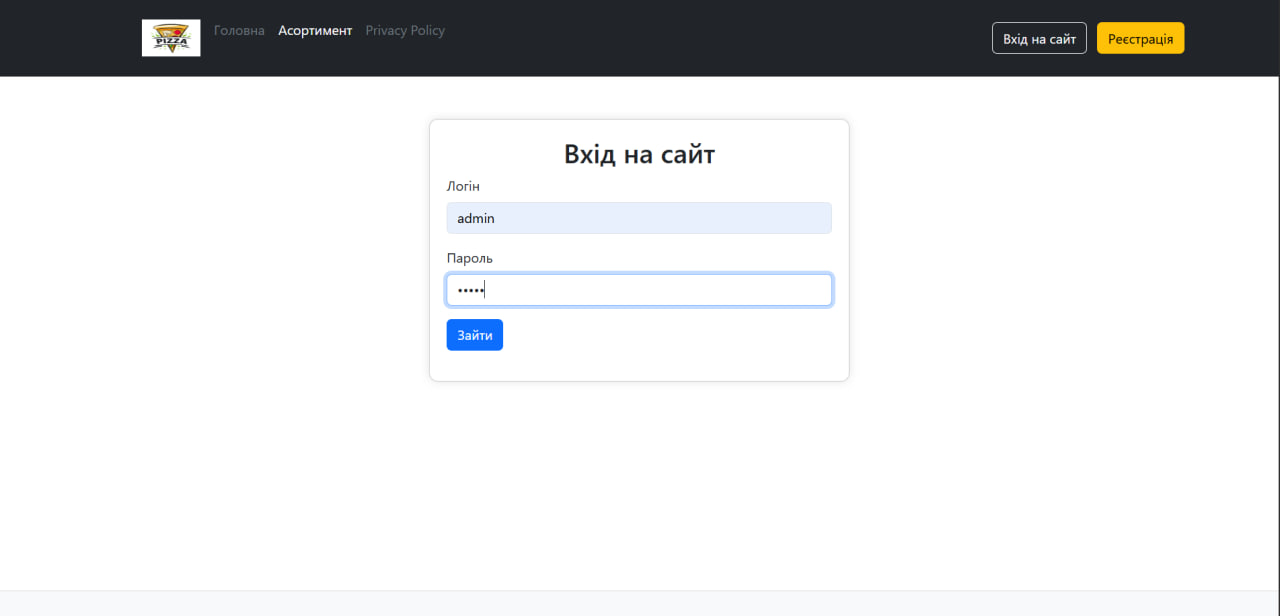 PIZZA
Головна Асортимент Privacy Policy
Вхід на сайт Реєстрація
Вхід на сайт
Логін
admin
Пароль
•••••
Зайти